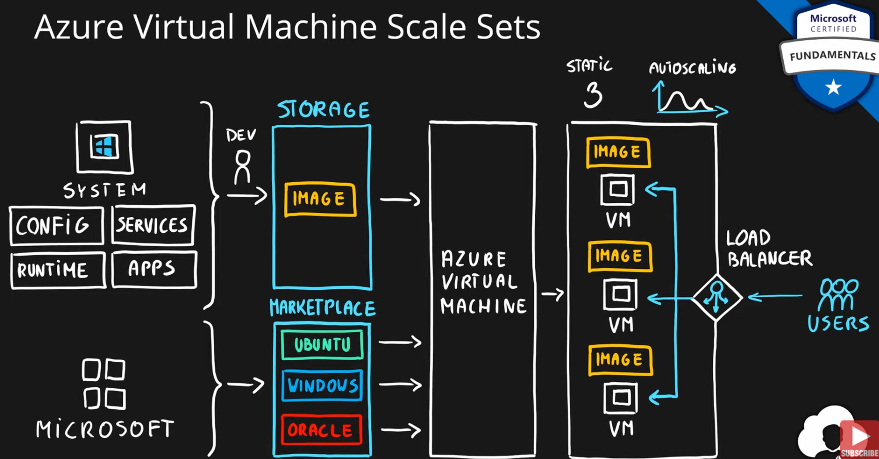 Azure Virtual Machine Scale Sets
Microsoft
CERTIFIED
FUNDAMENTALS
STATIC
3
AUTOSCALING
STORAGE
DEV
IMAGE
SYSTEM
CONFIG
SERVICES
RUNTIME
APPS
MARKETPLACE
UBUNTU
WINDOWS
ORACLE
MICROSOFT
AZURE
VIRTUAL
MACHINE
IMAGE
VM
IMAGE
VM
IMAGE
VM
LOAD
BALANCER
USERS
SUBSCRIBE